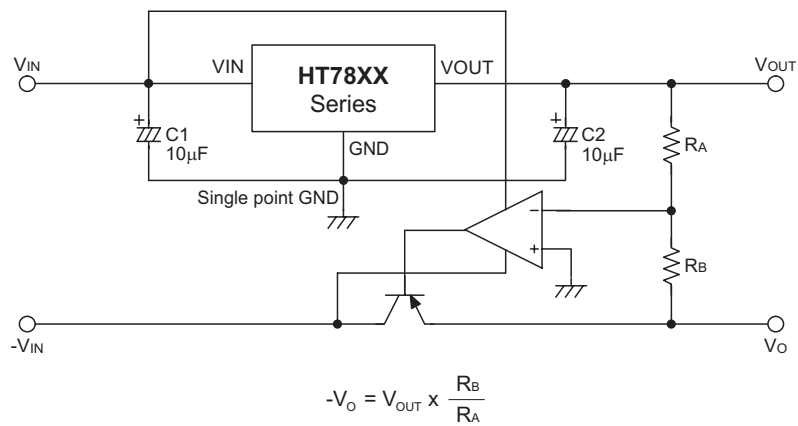 VIN
VIN
HT78XX
Series
VOUT
VOUT
+
C1
10µF
GND
+
C2
10µF
RA
Single point GND
−
+
RB
-VIN
VO
-VO = VOUT x RB
RA